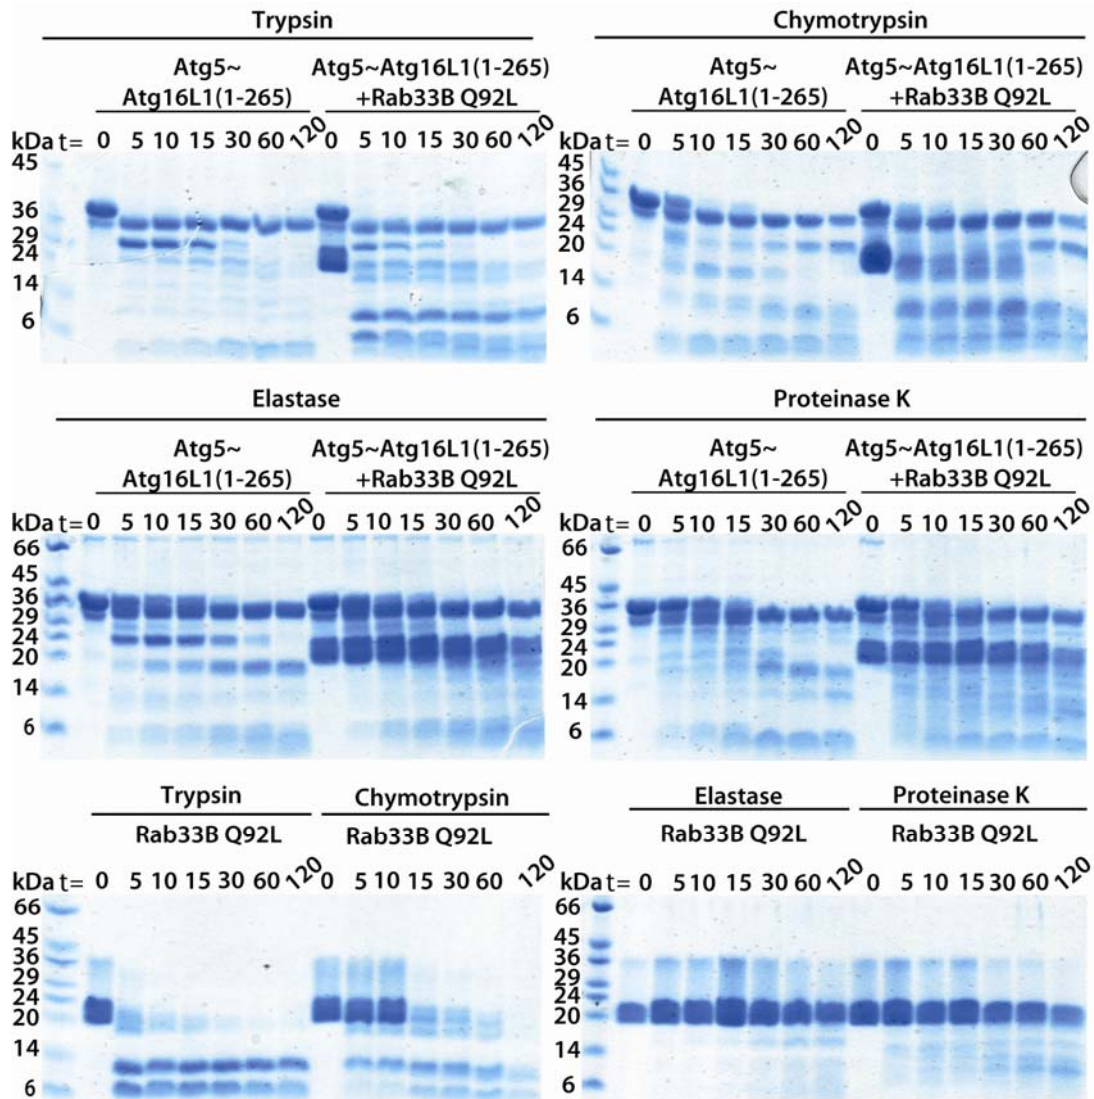 Trypsin
Atg5~ Atg5~Atg16L1(1-265)
Atg16L1(1-265) +Rab33B Q92L
kDa t= 0 5 10 15 30 60 120 0 5 10 15 30 60 120
45
36
29
24
14
6
Chymotrypsin
Atg5~ Atg5~Atg16L1(1-265)
Atg16L1(1-265) +Rab33B Q92L
kDa t= 0 5 10 15 30 60 120 0 5 10 15 30 60 120
45
36
29
24
20
14
6
Elastase
Atg5~ Atg5~Atg16L1(1-265)
Atg16L1(1-265) +Rab33B Q92L
kDa t= 0 5 10 15 30 60 120 0 5 10 15 30 60 120
66
45
36
29
24
20
14
6
Proteinase K
Atg5~ Atg5~Atg16L1(1-265)
Atg16L1(1-265) +Rab33B Q92L
kDa t= 0 5 10 15 30 60 120 0 5 10 15 30 60 120
66
45
36
29
24
20
14
6
Trypsin Chymotrypsin
Rab33B Q92L Rab33B Q92L
kDa t= 0 5 10 15 30 60 120 0 5 10 15 30 60 120
66
45
36
29
24
20
14
6
Elastase Proteinase K
Rab33B Q92L Rab33B Q92L
kDa t= 0 5 10 15 30 60 120 0 5 10 15 30 60 120
66
45
36
29
24
20
14
6